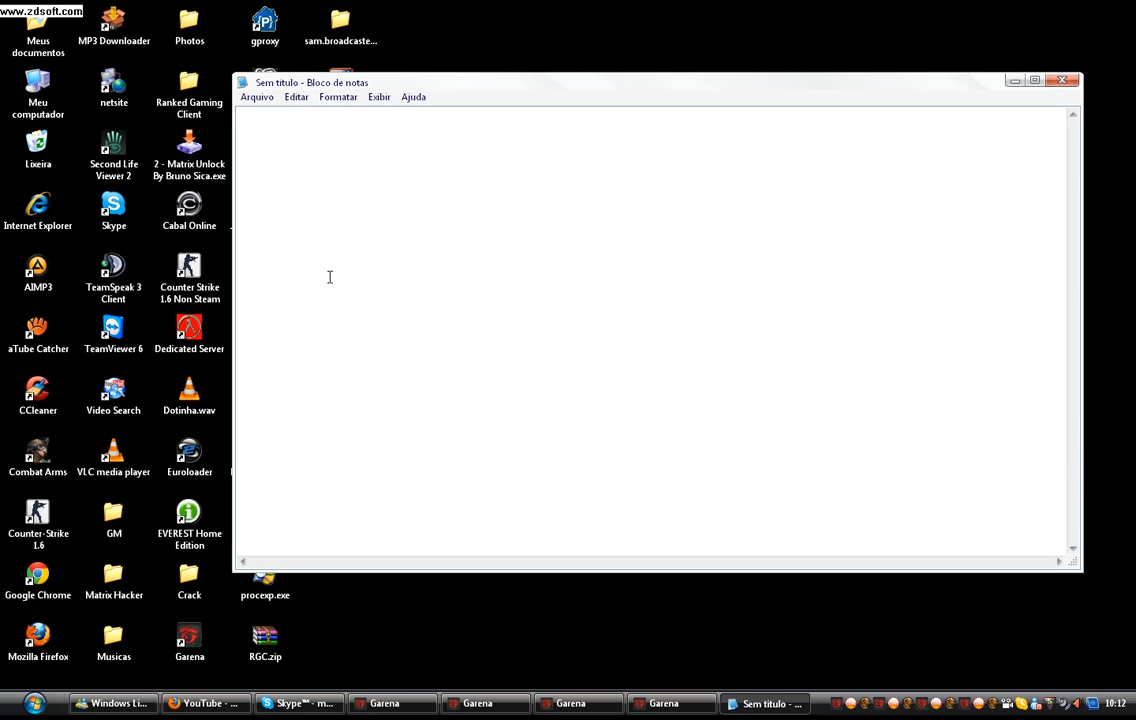 www.zdsoft.com
Meus documentos
MP3 Downloader
Photos
gproxy
sam.broadcaste...
Sem título - Bloco de notas
Arquivo Editar Formatar Exibir Ajuda
Meu computador
netsite
Ranked Gaming Client
Lixeira
Second Life Viewer 2
2 - Matrix Unlock By Bruno Sica.exe
Internet Explorer
Skype
Cabal Online
AIMP3
TeamSpeak 3 Client
Counter Strike 1.6 Non Steam
aTube Catcher
TeamViewer 6
Dedicated Server
CCleaner
Video Search
Dotinha.wav
Combat Arms
VLC media player
Euroloader
Counter-Strike 1.6
GM
EVEREST Home Edition
Google Chrome
Matrix Hacker
Crack
procexp.exe
Mozilla Firefox
Musicas
Garena
RGC.zip
Windows Li...
YouTube - ...
Skype™ - m...
Garena
Garena
Garena
Garena
Sem título - ...
10:12